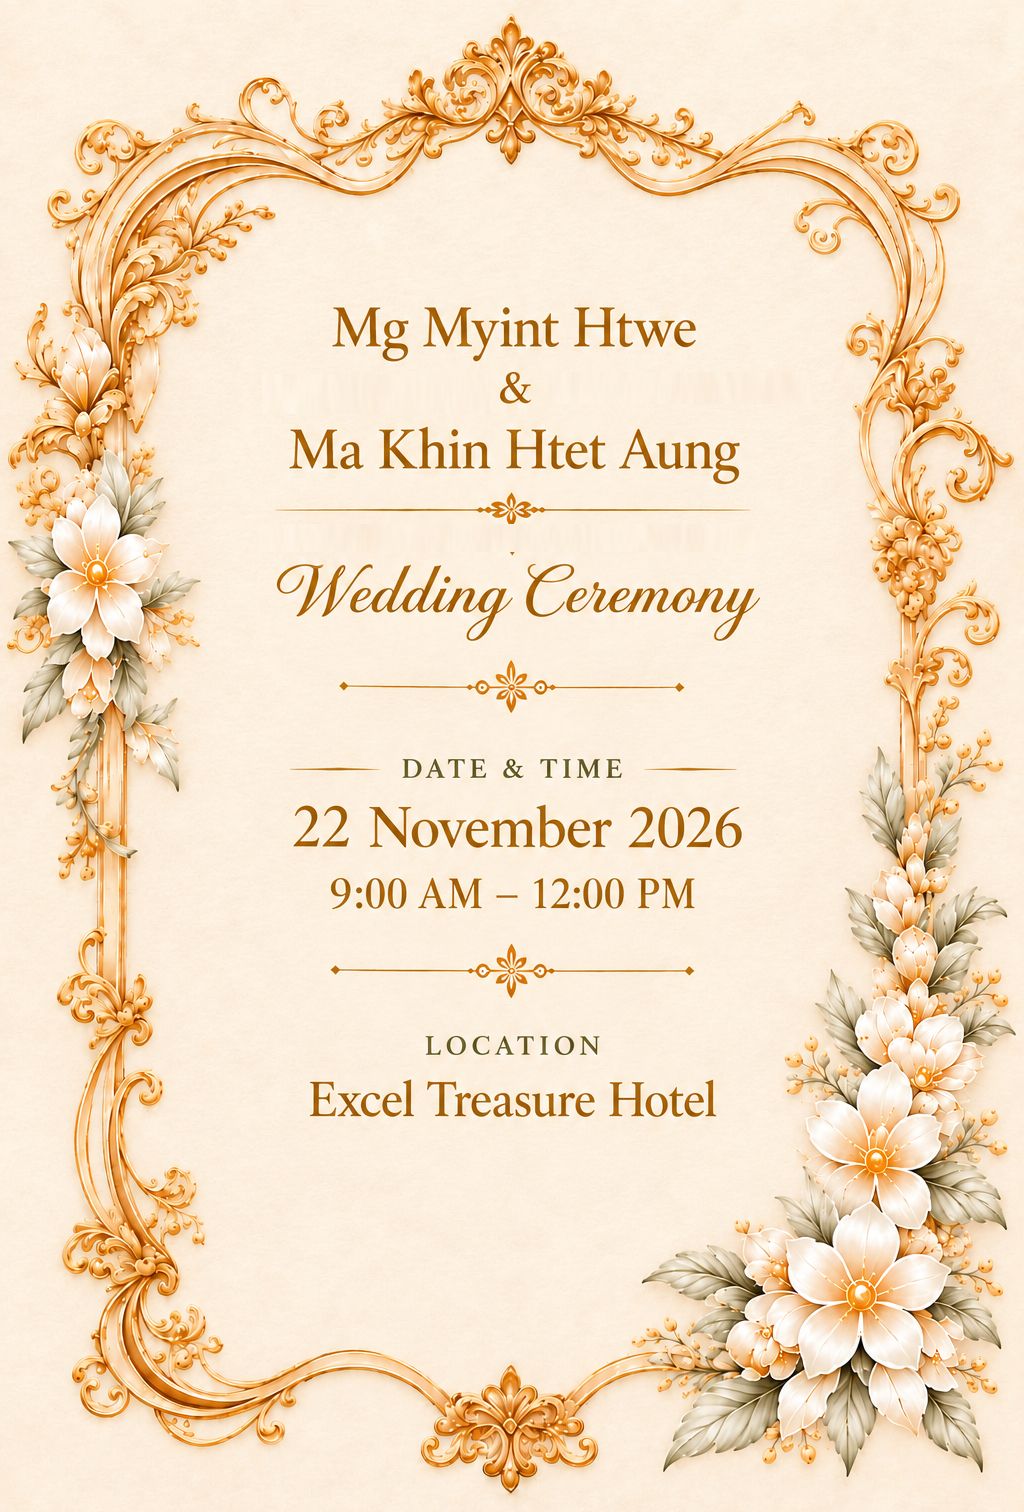 Mg Myint Htwe
&
Ma Khin Htet Aung
Wedding Ceremony
DATE & TIME
22 November 2026
9:00 AM – 12:00 PM
LOCATION
Excel Treasure Hotel